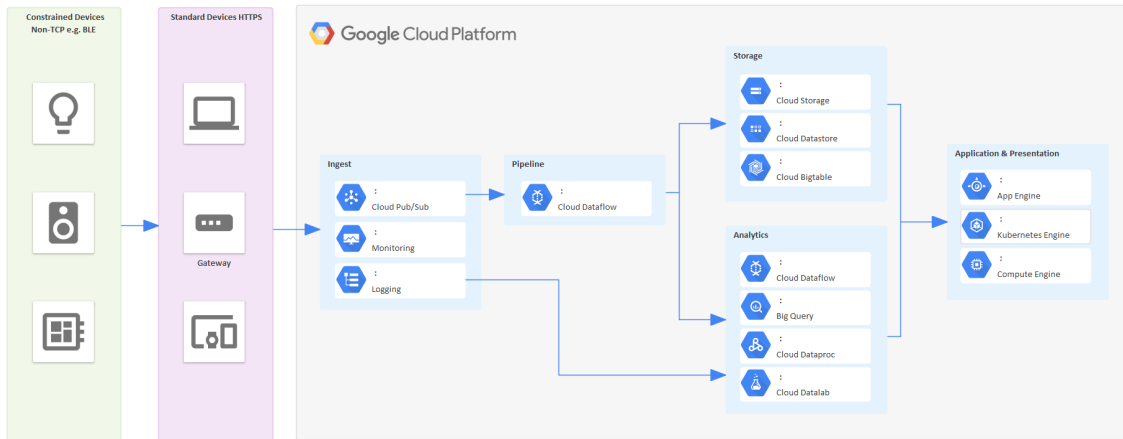 Constrained Devices
Non-TCP e.g. BLE
Standard Devices HTTPS
Gateway
Google Cloud Platform
Ingest
:
Cloud Pub/Sub
:
Monitoring
:
Logging
Pipeline
:
Cloud Dataflow
Storage
:
Cloud Storage
:
Cloud Datastore
:
Cloud Bigtable
Analytics
:
Cloud Dataflow
:
Big Query
:
Cloud Dataproc
:
Cloud Datalab
Application & Presentation
:
App Engine
:
Kubernetes Engine
:
Compute Engine